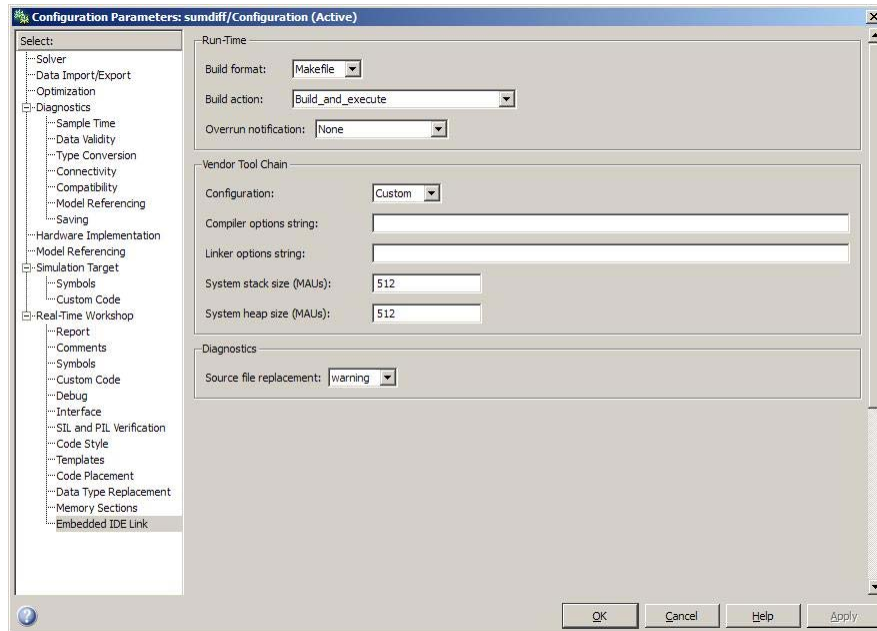 Configuration Parameters: sumdiff/Configuration (Active)
Select:
Solver
Data Import/Export
Optimization
Diagnostics
Sample Time
Data Validity
Type Conversion
Connectivity
Compatibility
Model Referencing
Saving
Hardware Implementation
Model Referencing
Simulation Target
Symbols
Custom Code
Real-Time Workshop
Report
Comments
Symbols
Custom Code
Debug
Interface
SIL and PIL Verification
Code Style
Templates
Code Placement
Data Type Replacement
Memory Sections
Embedded IDE Link
Run-Time
Build format: Makefile
Build action: Build_and_execute
Overrun notification: None
Vendor Tool Chain
Configuration: Custom
Compiler options string:
Linker options string:
System stack size (MAUs): 512
System heap size (MAUs): 512
Diagnostics
Source file replacement: warning
OK Cancel Help Apply